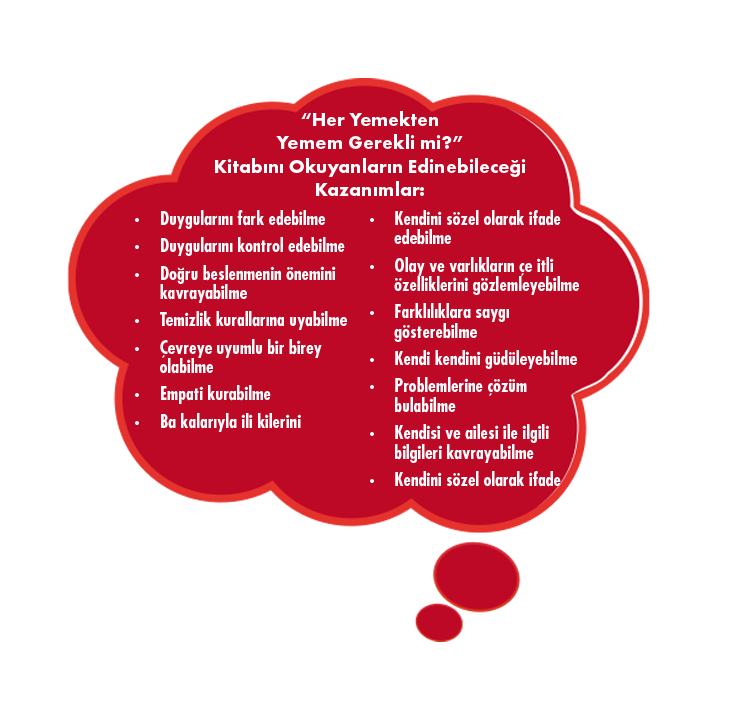 “Her Yemekten
Yemem Gerekli mi?”
Kitabını Okuyanların Edinebileceği
Kazanımlar:
• Duygularını fark edebilme
• Duygularını kontrol edebilme
• Doğru beslenmenin önemini
kavrayabilme
• Temizlik kurallarına uyabilme
• Çevreye uyumlu bir birey
olabilme
• Empati kurabilme
• Ba kalarıyla ili kilerini
• Kendini sözel olarak ifade
edebilme
• Olay ve varlıkların çe itli
özelliklerini gözlemleyebilme
• Farklılıklara saygı
gösterebilme
• Kendi kendini güdüleyebilme
• Problemlerine çözüm
bulabilme
• Kendisi ve ailesi ile ilgili
bilgileri kavrayabilme
• Kendini sözel olarak ifade